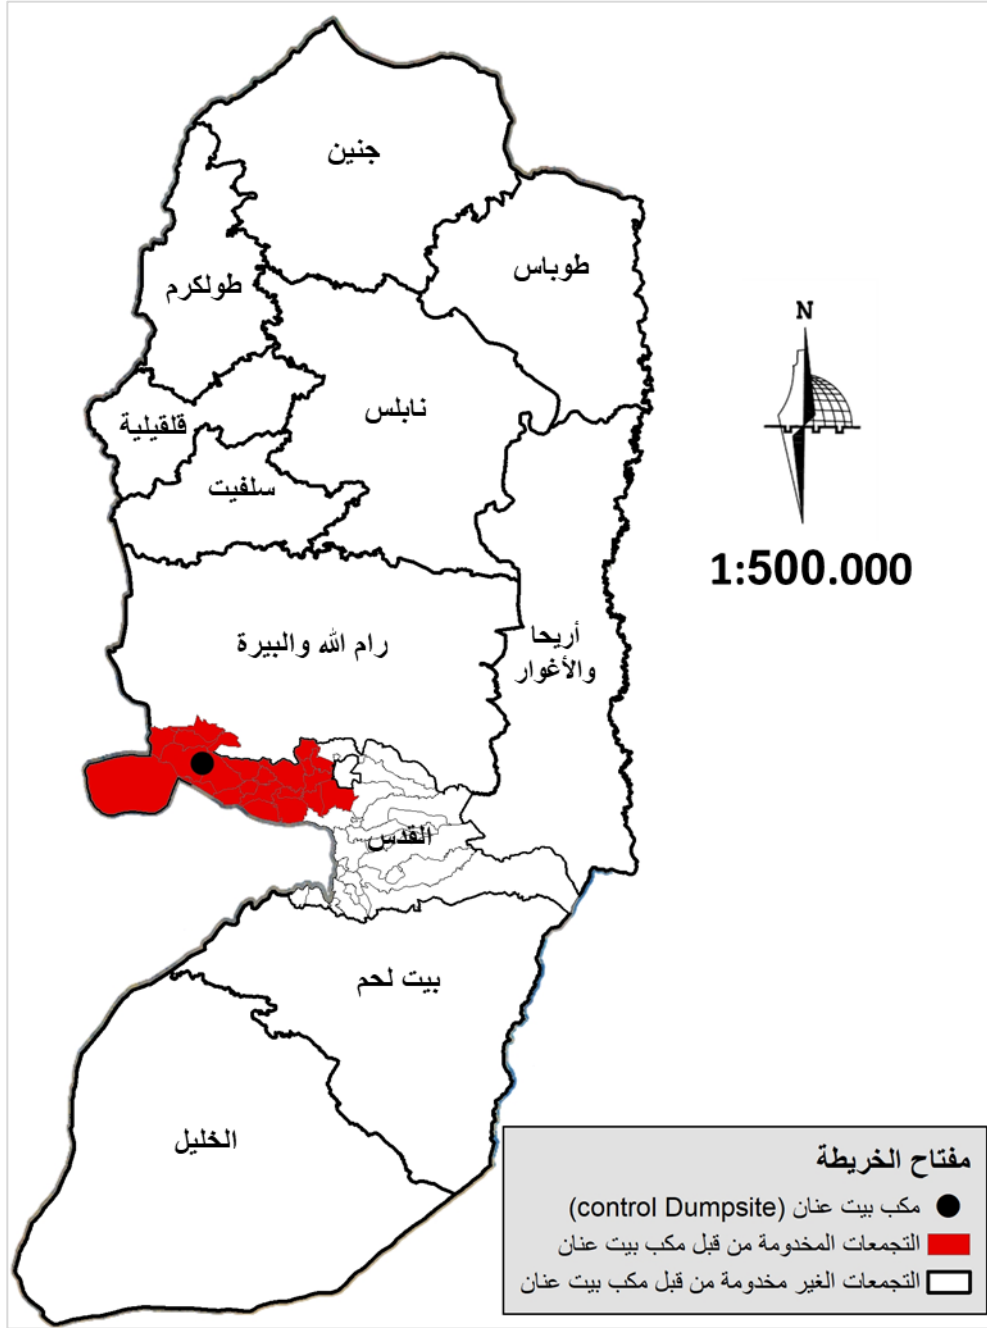 جنين
طوباس
طولكرم
N
نابلس
قلقيلية
سلفيت
1:500.000
رام الله والبيرة
أريحا
والأغوار
القدس
بيت لحم
الخليل
مفتاح الخريطة
مكب بيت عنان (control Dumpsite)
التجمعات المخدومة من قبل مكب بيت عنان
التجمعات الغير مخدومة من قبل مكب بيت عنان